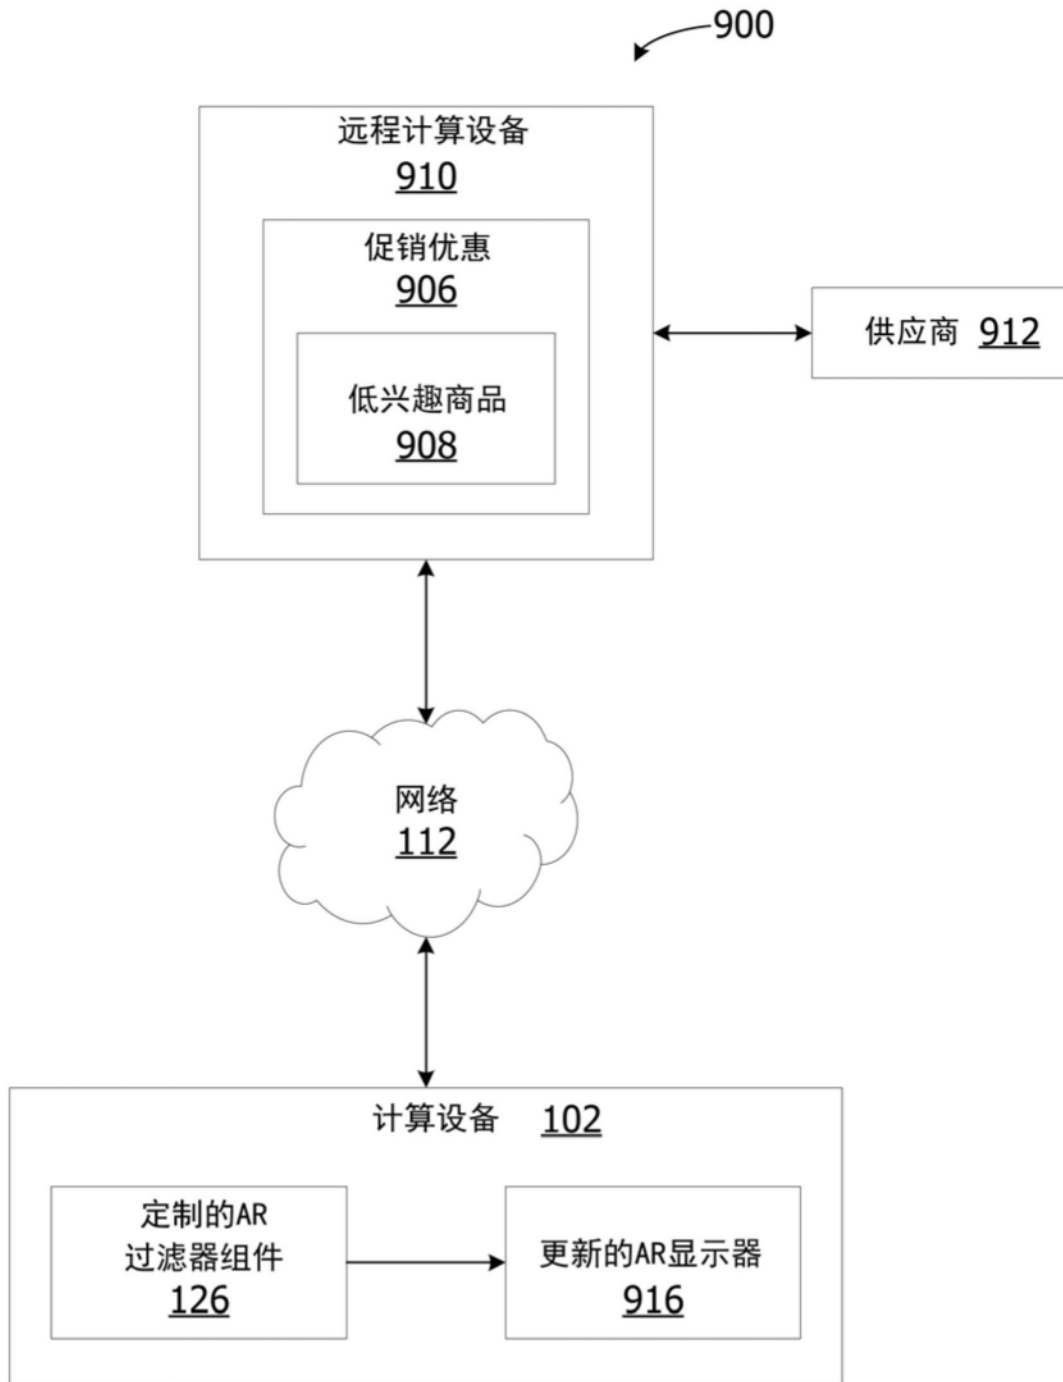 900
远程计算设备
910
促销优惠
906
低兴趣商品
908
供应商 912
网络
112
计算设备 102
定制的AR
过滤器组件
126
更新的AR显示器
916